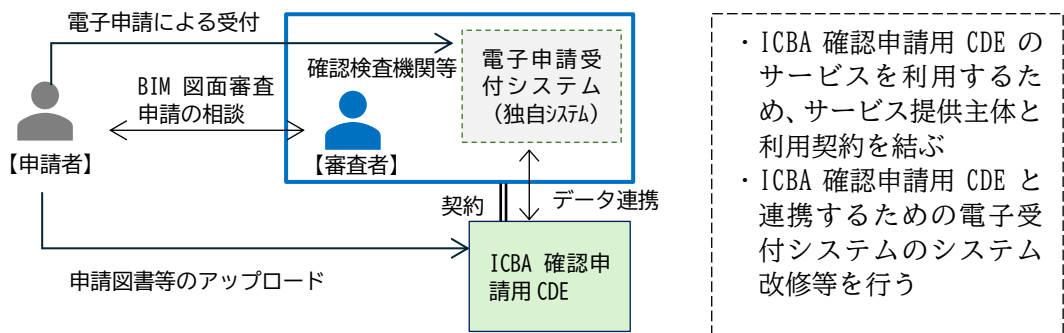 電子申請による受付
BIM 図面審査
申請の相談
確認検査機関等
電子申請受
付システム
（独自システム）
【申請者】
【審査者】
契約
データ連携
申請図書等のアップロード
ICBA 確認申
請用 CDE
・ICBA 確認申請用 CDE の
サービスを利用するた
め、サービス提供主体と
利用契約を結ぶ
・ICBA 確認申請用 CDE と
連携するための電子受
付システムのシステム
改修等を行う